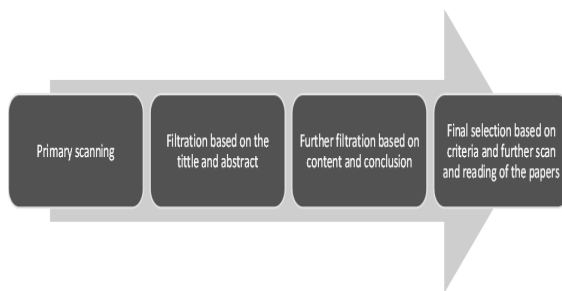 Primary scanning
Filtration based on the
tittle and abstract
Further filtration based on
content and conclusion
Final selection based on
criteria and further scan
and reading of the papers